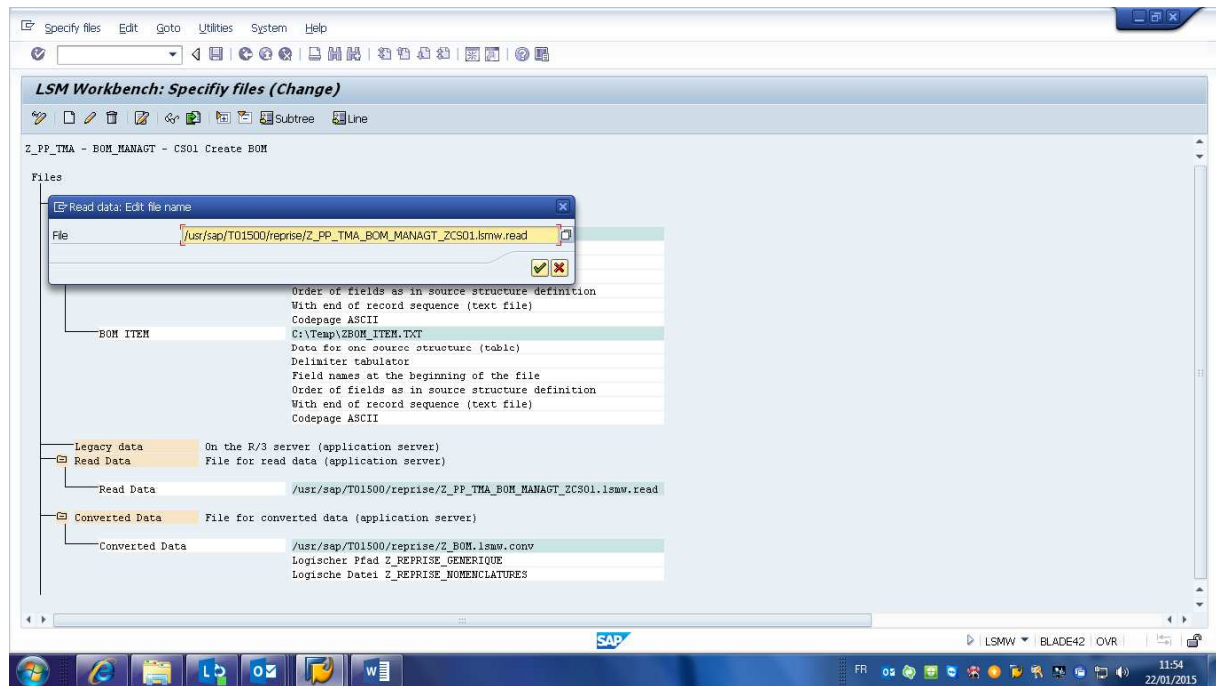 Specify files Edit Goto Utilities System Help
LSM Workbench: Specifiy files (Change)
Subtree Line
Z_PP_TMA - BOM_MANAGT - CS01 Create BOM
Files
Read data: Edit file name
File /usr/sap/T01500/reprise/Z_PP_TMA_BOM_MANAGT_ZCS01.lsmw.read
Order of fields as in source structure definition
With end of record sequence (text file)
Codepage ASCII
BOM ITEM C:\Temp\ZBOM_ITEM.TXT
Data for one source structure (table)
Delimiter tabulator
Field names at the beginning of the file
Order of fields as in source structure definition
With end of record sequence (text file)
Codepage ASCII
Legacy data On the R/3 server (application server)
Read Data File for read data (application server)
Read Data /usr/sap/T01500/reprise/Z_PP_TMA_BOM_MANAGT_ZCS01.lsmw.read
Converted Data File for converted data (application server)
Converted Data /usr/sap/T01500/reprise/Z_BOM.lsmw.conv
Logischer Pfad Z_REPRISE_GENERIQUE
Logische Datei Z_REPRISE_NOMENCLATURES
SAP
LSMW BLADE42 OVR
FR 11:54
22/01/2015